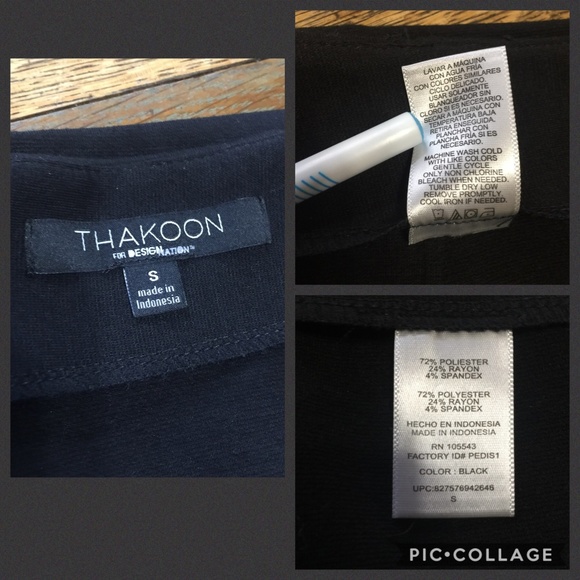 THAKOON
FOR DESIGNATION™
S
made in
Indonesia
LAVAR A MAQUINA
CON AGUA FRIA
CON COLORES SIMILARES
CICLO DELICADO.
USAR SOLAMENTE
BLANQUEADOR SIN
CLORO SI ES NECESARIO.
SECAR A MAQUINA CON
TEMPERATURA BAJA
RETIRA ENSEGUIDA.
PLANCHAR CON
PLANCHA FRIA SI ES
NECESARIO.
MACHINE WASH COLD
WITH LIKE COLORS
GENTLE CYCLE.
ONLY NON CHLORINE
BLEACH WHEN NEEDED.
TUMBLE DRY LOW
REMOVE PROMPTLY.
COOL IRON IF NEEDED.
72% POLIESTER
24% RAYON
4% SPANDEX
72% POLYESTER
24% RAYON
4% SPANDEX
HECHO EN INDONESIA
MADE IN INDONESIA
RN 105543
FACTORY ID# PEDIS1
COLOR : BLACK
UPC:827576942646
S
PIC•COLLAGE